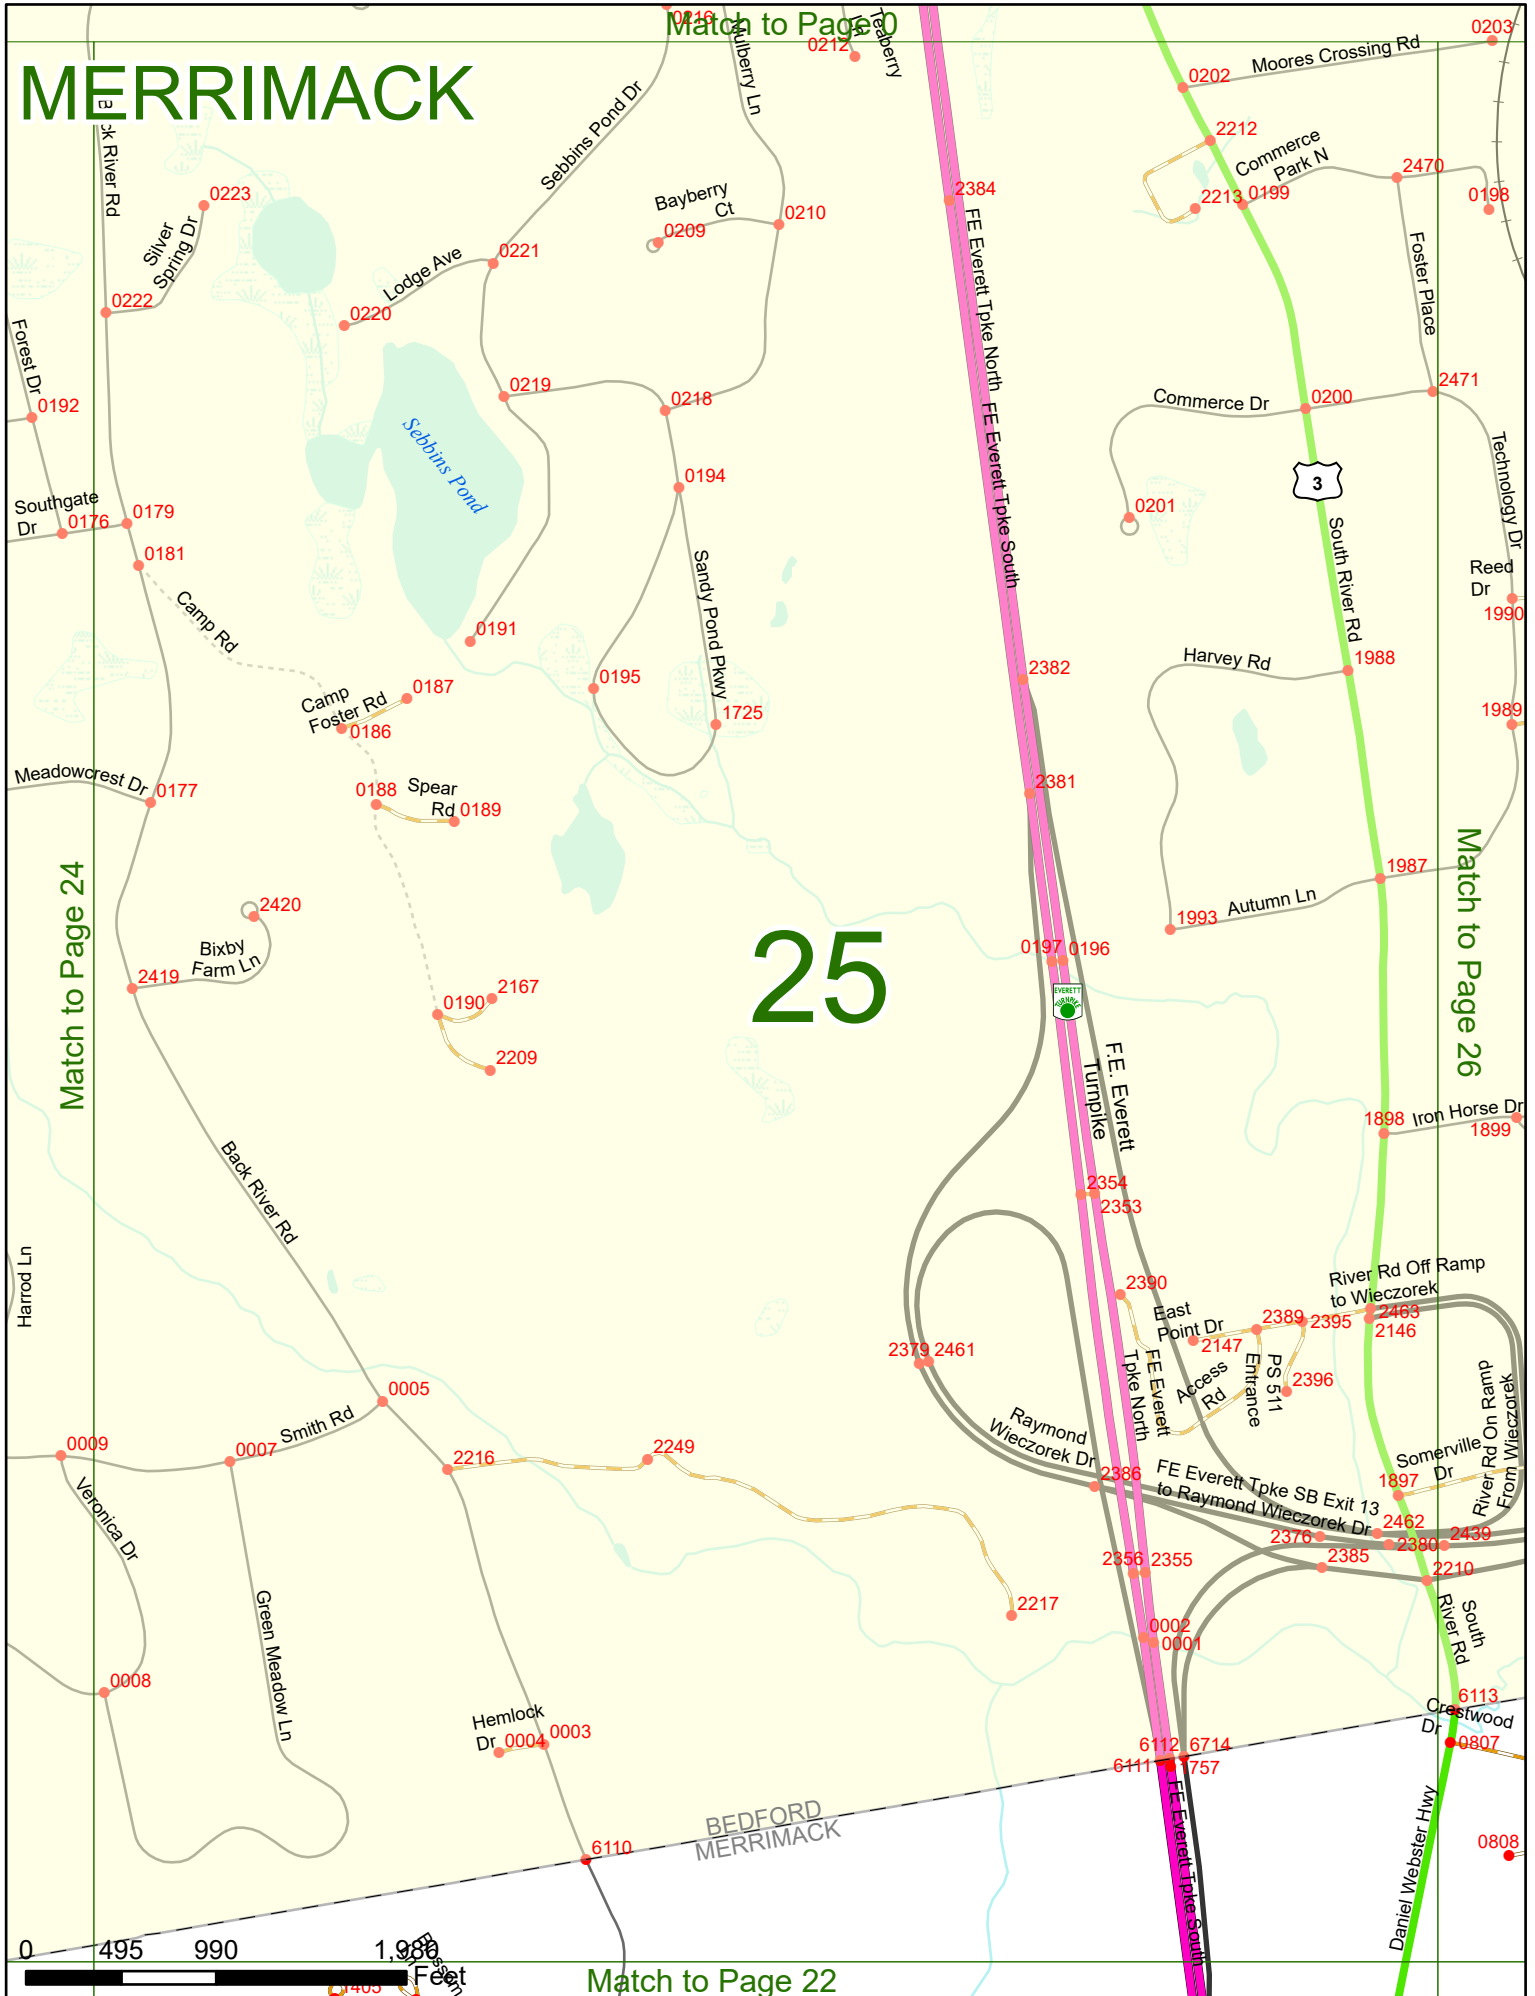 Match to Page 0
MERRIMACK
0216
0212
Teaberry
Ln
Mulberry Ln
Sebbins Pond Dr
0203
Moores Crossing Rd
0202
2212
Commerce
Park N
2470
0198
2213
0199
Back River Rd
0223
Silver
Spring Dr
0222
Bayberry
Ct
0209
0210
2384
FE Everett Tpke North
FE Everett Tpke South
0221
Lodge Ave
0220
Foster Place
Forest Dr
0192
0219
0218
Sebbins Pond
Commerce Dr
0200
2471
3
Technology Dr
Southgate
Dr
0176
0179
0181
0194
0201
South River Rd
Reed
Dr
1990
Camp Rd
Sandy Pond Pkwy
0191
Harvey Rd
1988
2382
0195
1725
1989
Camp
Foster Rd
0187
0186
Meadowcrest Dr
0177
0188
Spear
Rd
0189
2381
Match to Page 24
Match to Page 26
1987
Autumn Ln
1993
2420
Bixby
Farm Ln
2419
25
0197
0196
EVERETT
TURNPIKE
0190
2167
2209
F.E. Everett
Turnpike
1898
Iron Horse Dr
1899
Back River Rd
2354
2353
Harrod Ln
2390
East
Point Dr
2147
2389
2395
River Rd Off Ramp
to Wieczorek
2463
2146
2379
2461
FE Everett
Tpke North
Access
Rd
PS 511
Entrance
2396
River Rd On Ramp
From Wieczorek
0005
Smith Rd
0009
0007
2216
2249
Raymond
Wieczorek Dr
2386
Somerville
Dr
1897
FE Everett Tpke SB Exit 13
to Raymond Wieczorek Dr
2462
2376
2380
2439
2385
2210
Veronica Dr
2356
2355
2217
Green Meadow Ln
0002
0001
South
River Rd
0008
Hemlock
Dr
0004
0003
6113
Crestwood
Dr
0807
6112
6714
6111
1757
BEDFORD
MERRIMACK
6110
FE Everett Tpke South
Daniel Webster Hwy
0808
0
495
990
1,980
Feet
1405
Blossom
Match to Page 22